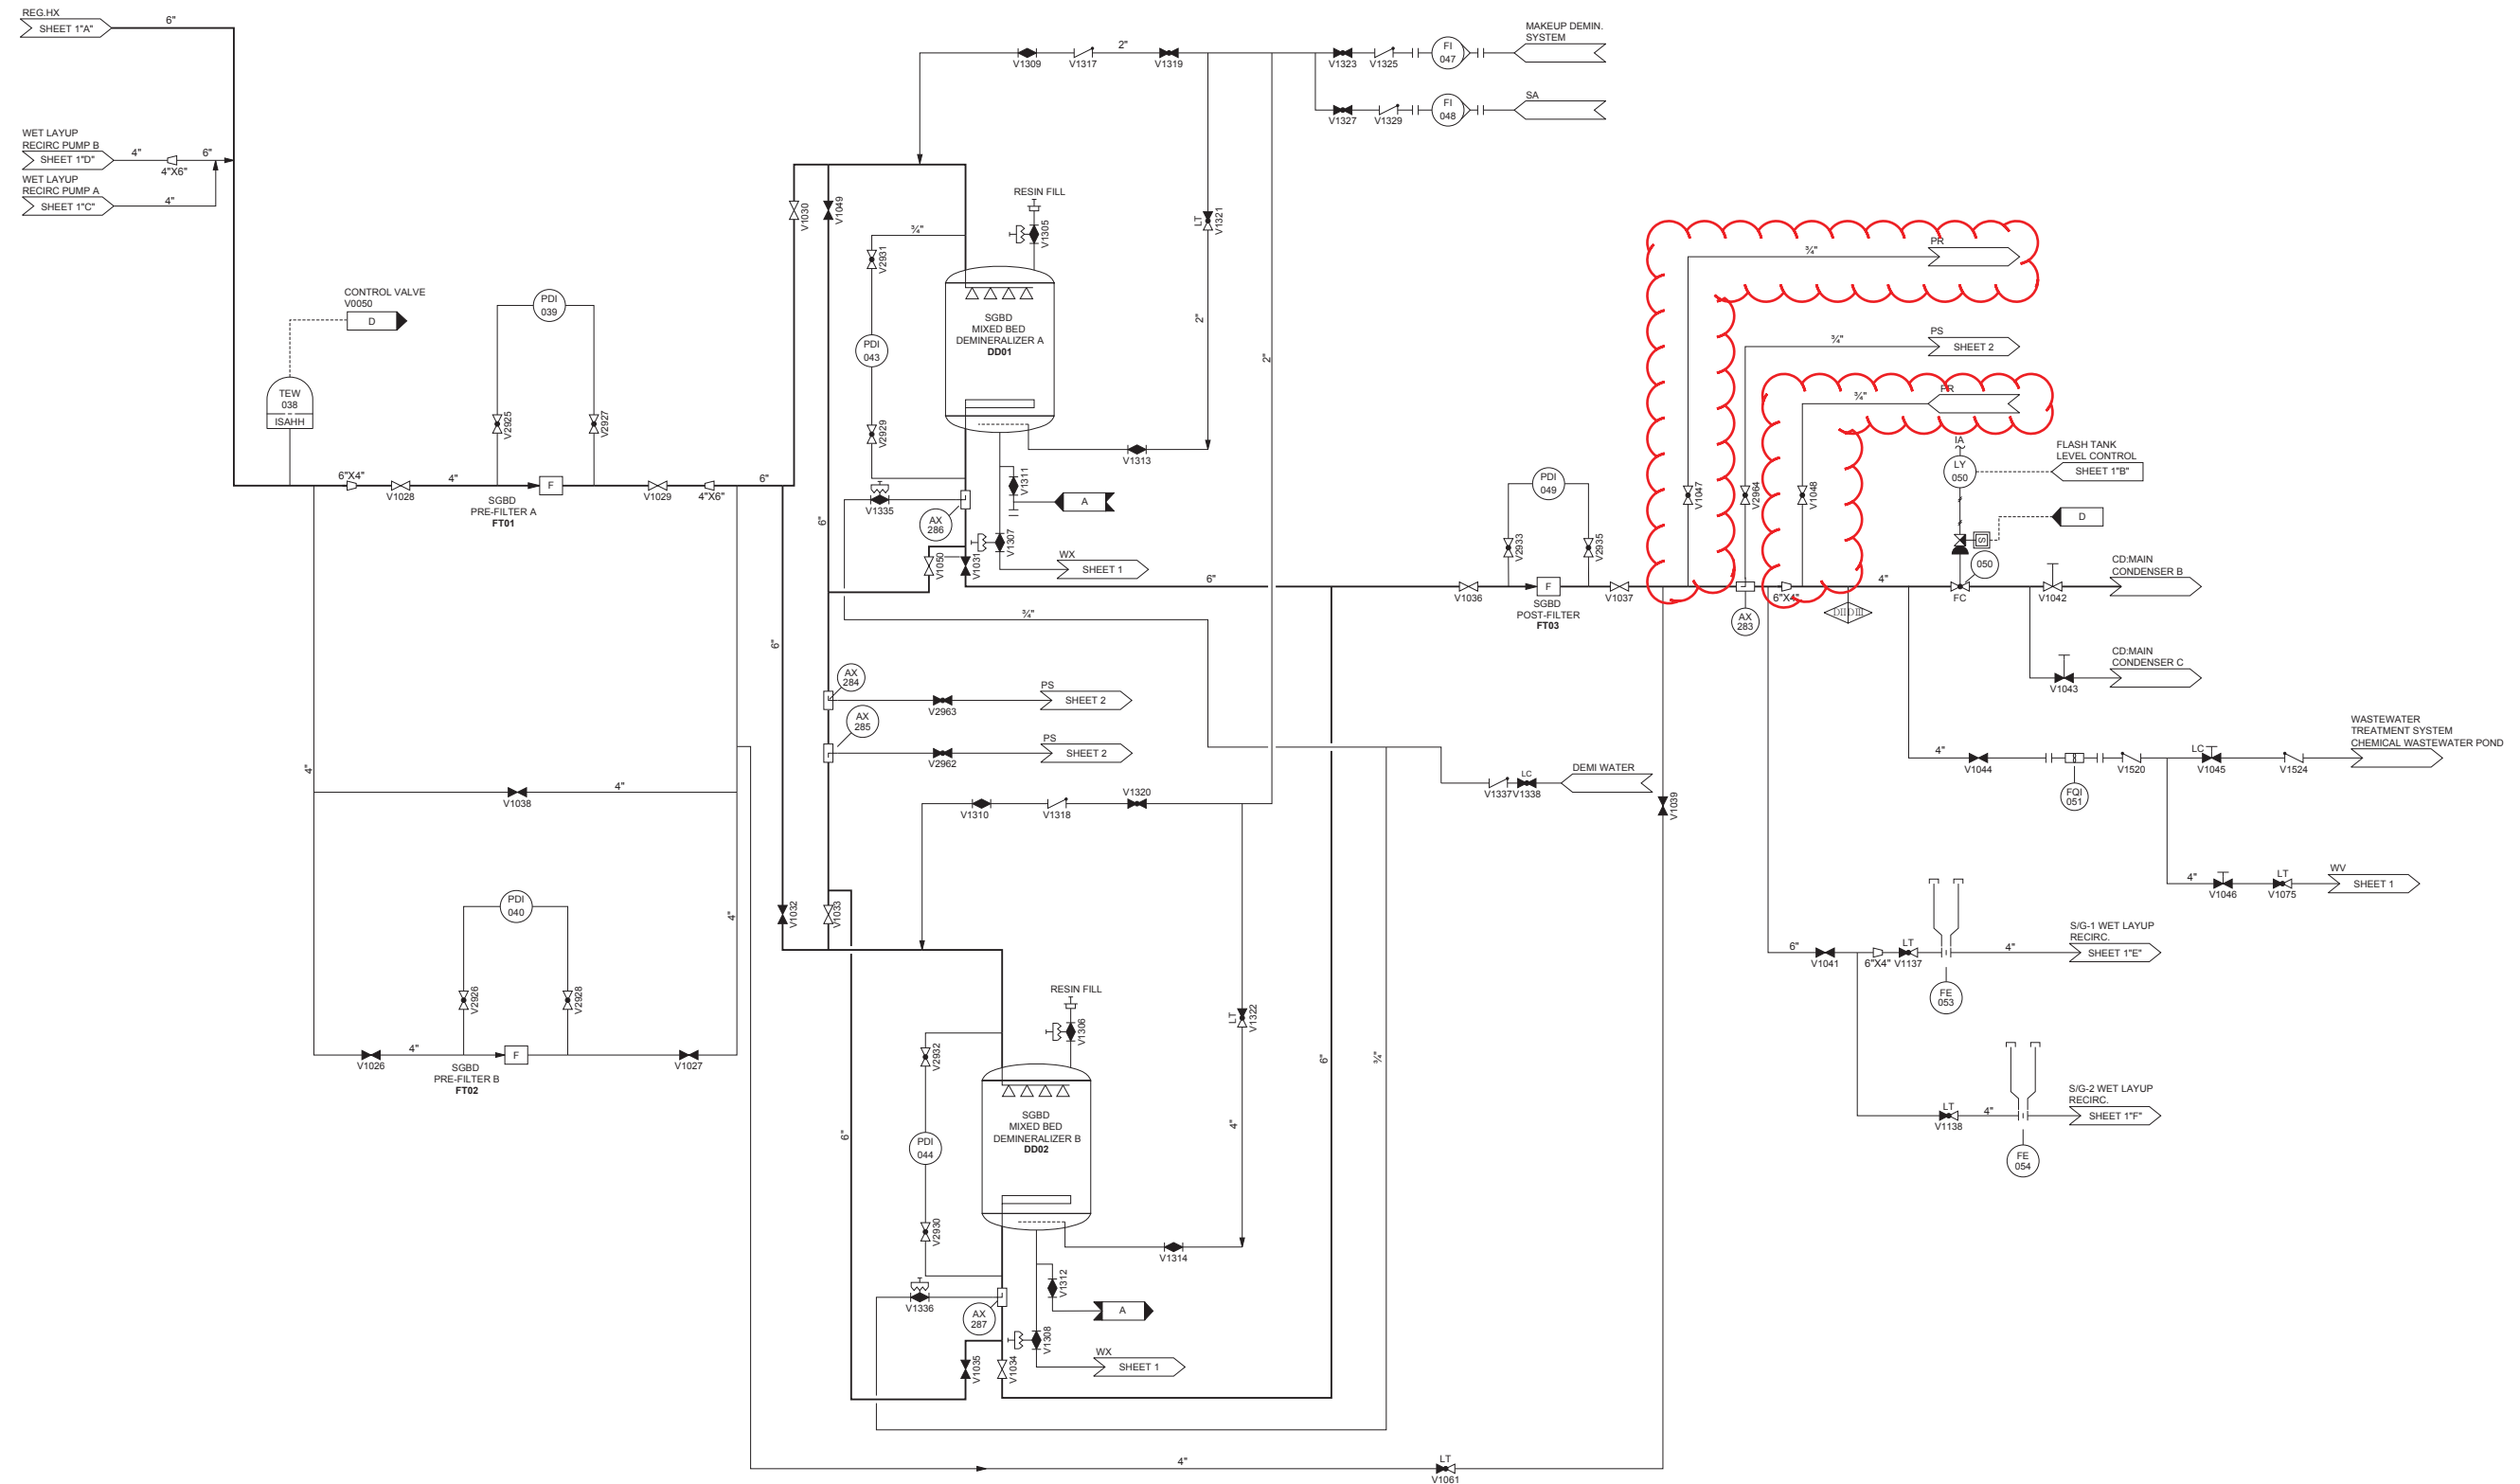 REG.HX
SHEET 1"A"
6"
WET LAYUP
RECIRC PUMP B
SHEET 1"D"
4"
4"X6"
6"
WET LAYUP
RECIRC PUMP A
SHEET 1"C"
4"
CONTROL VALVE
V0050
D
TEW
038
ISAHH
PDI
039
V2925
V2927
6"X4"
V1028
4"
SGBD
PRE-FILTER A
FT01
F
V1029
4"X6"
6"
4"
V1038
4"
4"
PDI
040
V2926
V2928
V1026
4"
SGBD
PRE-FILTER B
FT02
F
V1027
V1309
V1317
2"
V1319
V1323
V1325
FI
047
MAKEUP DEMIN.
SYSTEM
V1327
V1329
FI
048
SA
V1030
V1049
¾"
V2931
PDI
043
V2929
RESIN FILL
V1305
SGBD
MIXED BED
DEMINERALIZER A
DD01
LT
V1321
2"
2"
V1313
V1311
A
V1335
AX
286
V1307
V1050
V1031
WX
SHEET 1
6"
6"
¾"
6"
AX
284
V2963
PS
SHEET 2
AX
285
V2962
PS
SHEET 2
V1310
V1318
V1320
V1032
V1033
RESIN FILL
V1306
V2932
PDI
044
V2930
SGBD
MIXED BED
DEMINERALIZER B
DD02
LT
V1322
4"
6"
6"
¾"
V1314
V1312
A
V1336
AX
287
V1308
V1035
V1034
WX
SHEET 1
4"
LT
V1061
V1036
PDI
049
V2933
V2935
F
SGBD
POST-FILTER
FT03
V1037
DEMI WATER
V1337
LC
V1338
V1039
PR
¾"
V1047
PS
¾"
SHEET 2
V2964
PR
¾"
V1048
AX
283
6"X4"
DII
DIII
4"
IA
LY
050
FLASH TANK
LEVEL CONTROL
SHEET 1"B"
D
S
050
FC
V1042
CD:MAIN
CONDENSER B
V1043
CD:MAIN
CONDENSER C
4"
V1044
FQI
051
V1520
LC
V1045
V1524
WASTEWATER
TREATMENT SYSTEM
CHEMICAL WASTEWATER POND
4"
V1046
LT
V1075
WV
SHEET 1
6"
V1041
6"X4"
LT
V1137
FE
053
4"
S/G-1 WET LAYUP
RECIRC.
SHEET 1"E"
LT
V1138
4"
FE
054
S/G-2 WET LAYUP
RECIRC.
SHEET 1"F"